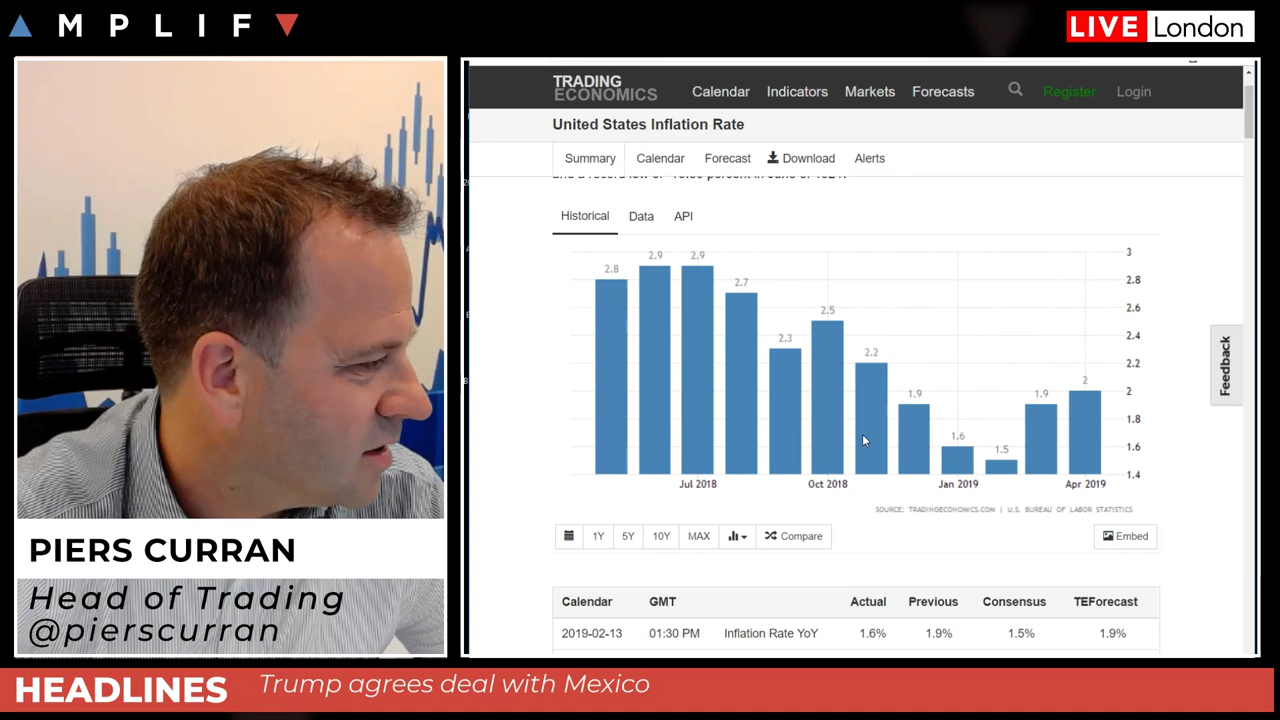 AMPLIFY
LIVE London
TRADING
ECONOMICS
Calendar Indicators Markets Forecasts Register Login
United States Inflation Rate
Summary Calendar Forecast Download Alerts
Historical Data API
2.8 2.9 2.9 2.7 2.3 2.5 2.2 1.9 1.6 1.5 1.9 2
3
2.8
2.6
2.4
2.2
2
1.8
1.6
1.4
Jul 2018 Oct 2018 Jan 2019 Apr 2019
SOURCE: TRADINGECONOMICS.COM | U.S. BUREAU OF LABOR STATISTICS
1Y 5Y 10Y MAX Compare Embed
Feedback
Calendar GMT Actual Previous Consensus TEForecast
2019-02-13 01:30 PM Inflation Rate YoY 1.6% 1.9% 1.5% 1.9%
PIERS CURRAN
Head of Trading
@pierscurran
HEADLINES Trump agrees deal with Mexico